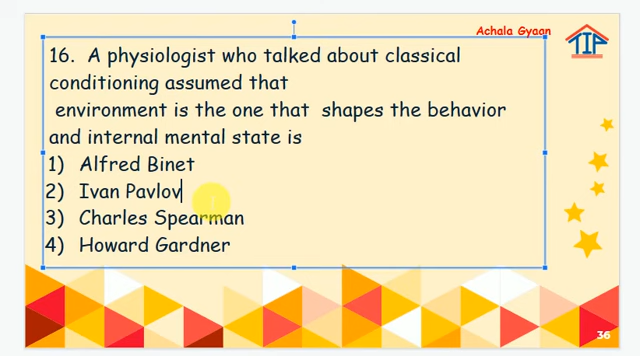 Achala Gyaan
TIP
16. A physiologist who talked about classical
conditioning assumed that
environment is the one that shapes the behavior
and internal mental state is
1) Alfred Binet
2) Ivan Pavlov
3) Charles Spearman
4) Howard Gardner
36